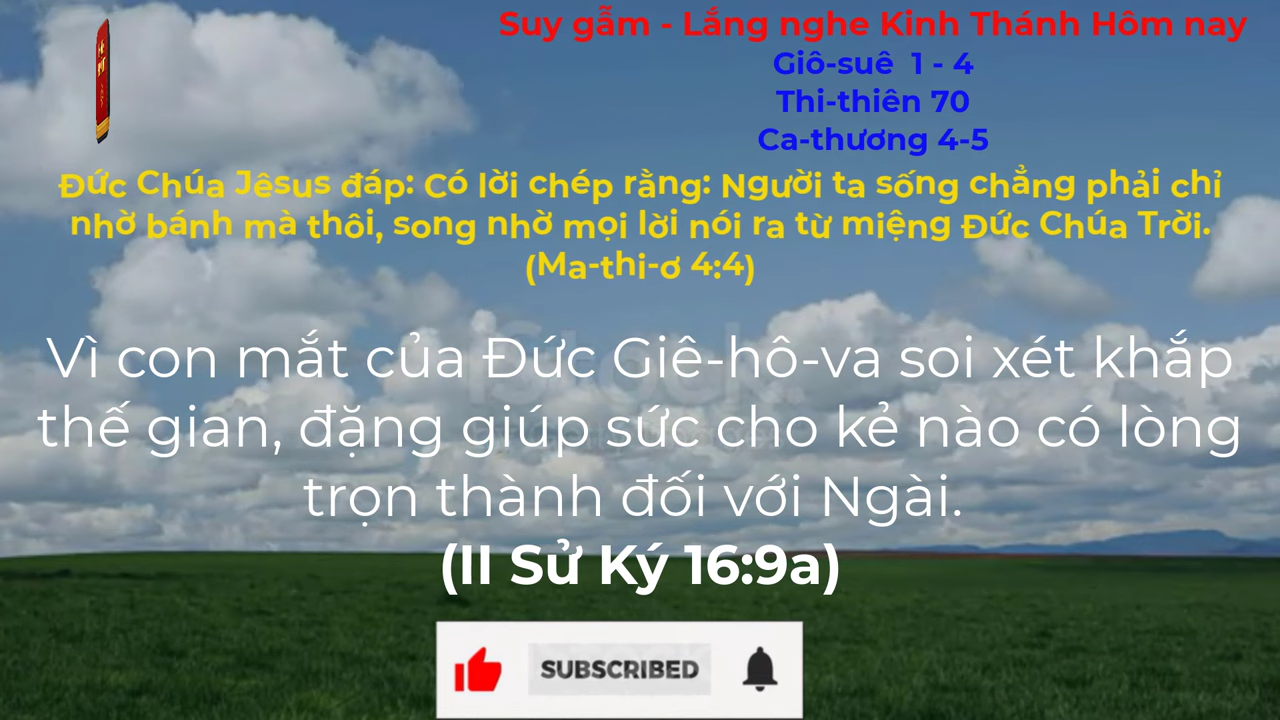 Suy gẫm - Lắng nghe Kinh Thánh Hôm nay
Giô-suê 1 - 4
Thi-thiên 70
Ca-thương 4-5
Đức Chúa Jêsus đáp: Có lời chép rằng: Người ta sống chẳng phải chỉ
nhờ bánh mà thôi, song nhờ mọi lời nói ra từ miệng Đức Chúa Trời.
(Ma-thi-ơ 4:4)
iStock
Vì con mắt của Đức Giê-hô-va soi xét khắp
thế gian, đặng giúp sức cho kẻ nào có lòng
trọn thành đối với Ngài.
(II Sử Ký 16:9a)
SUBSCRIBED